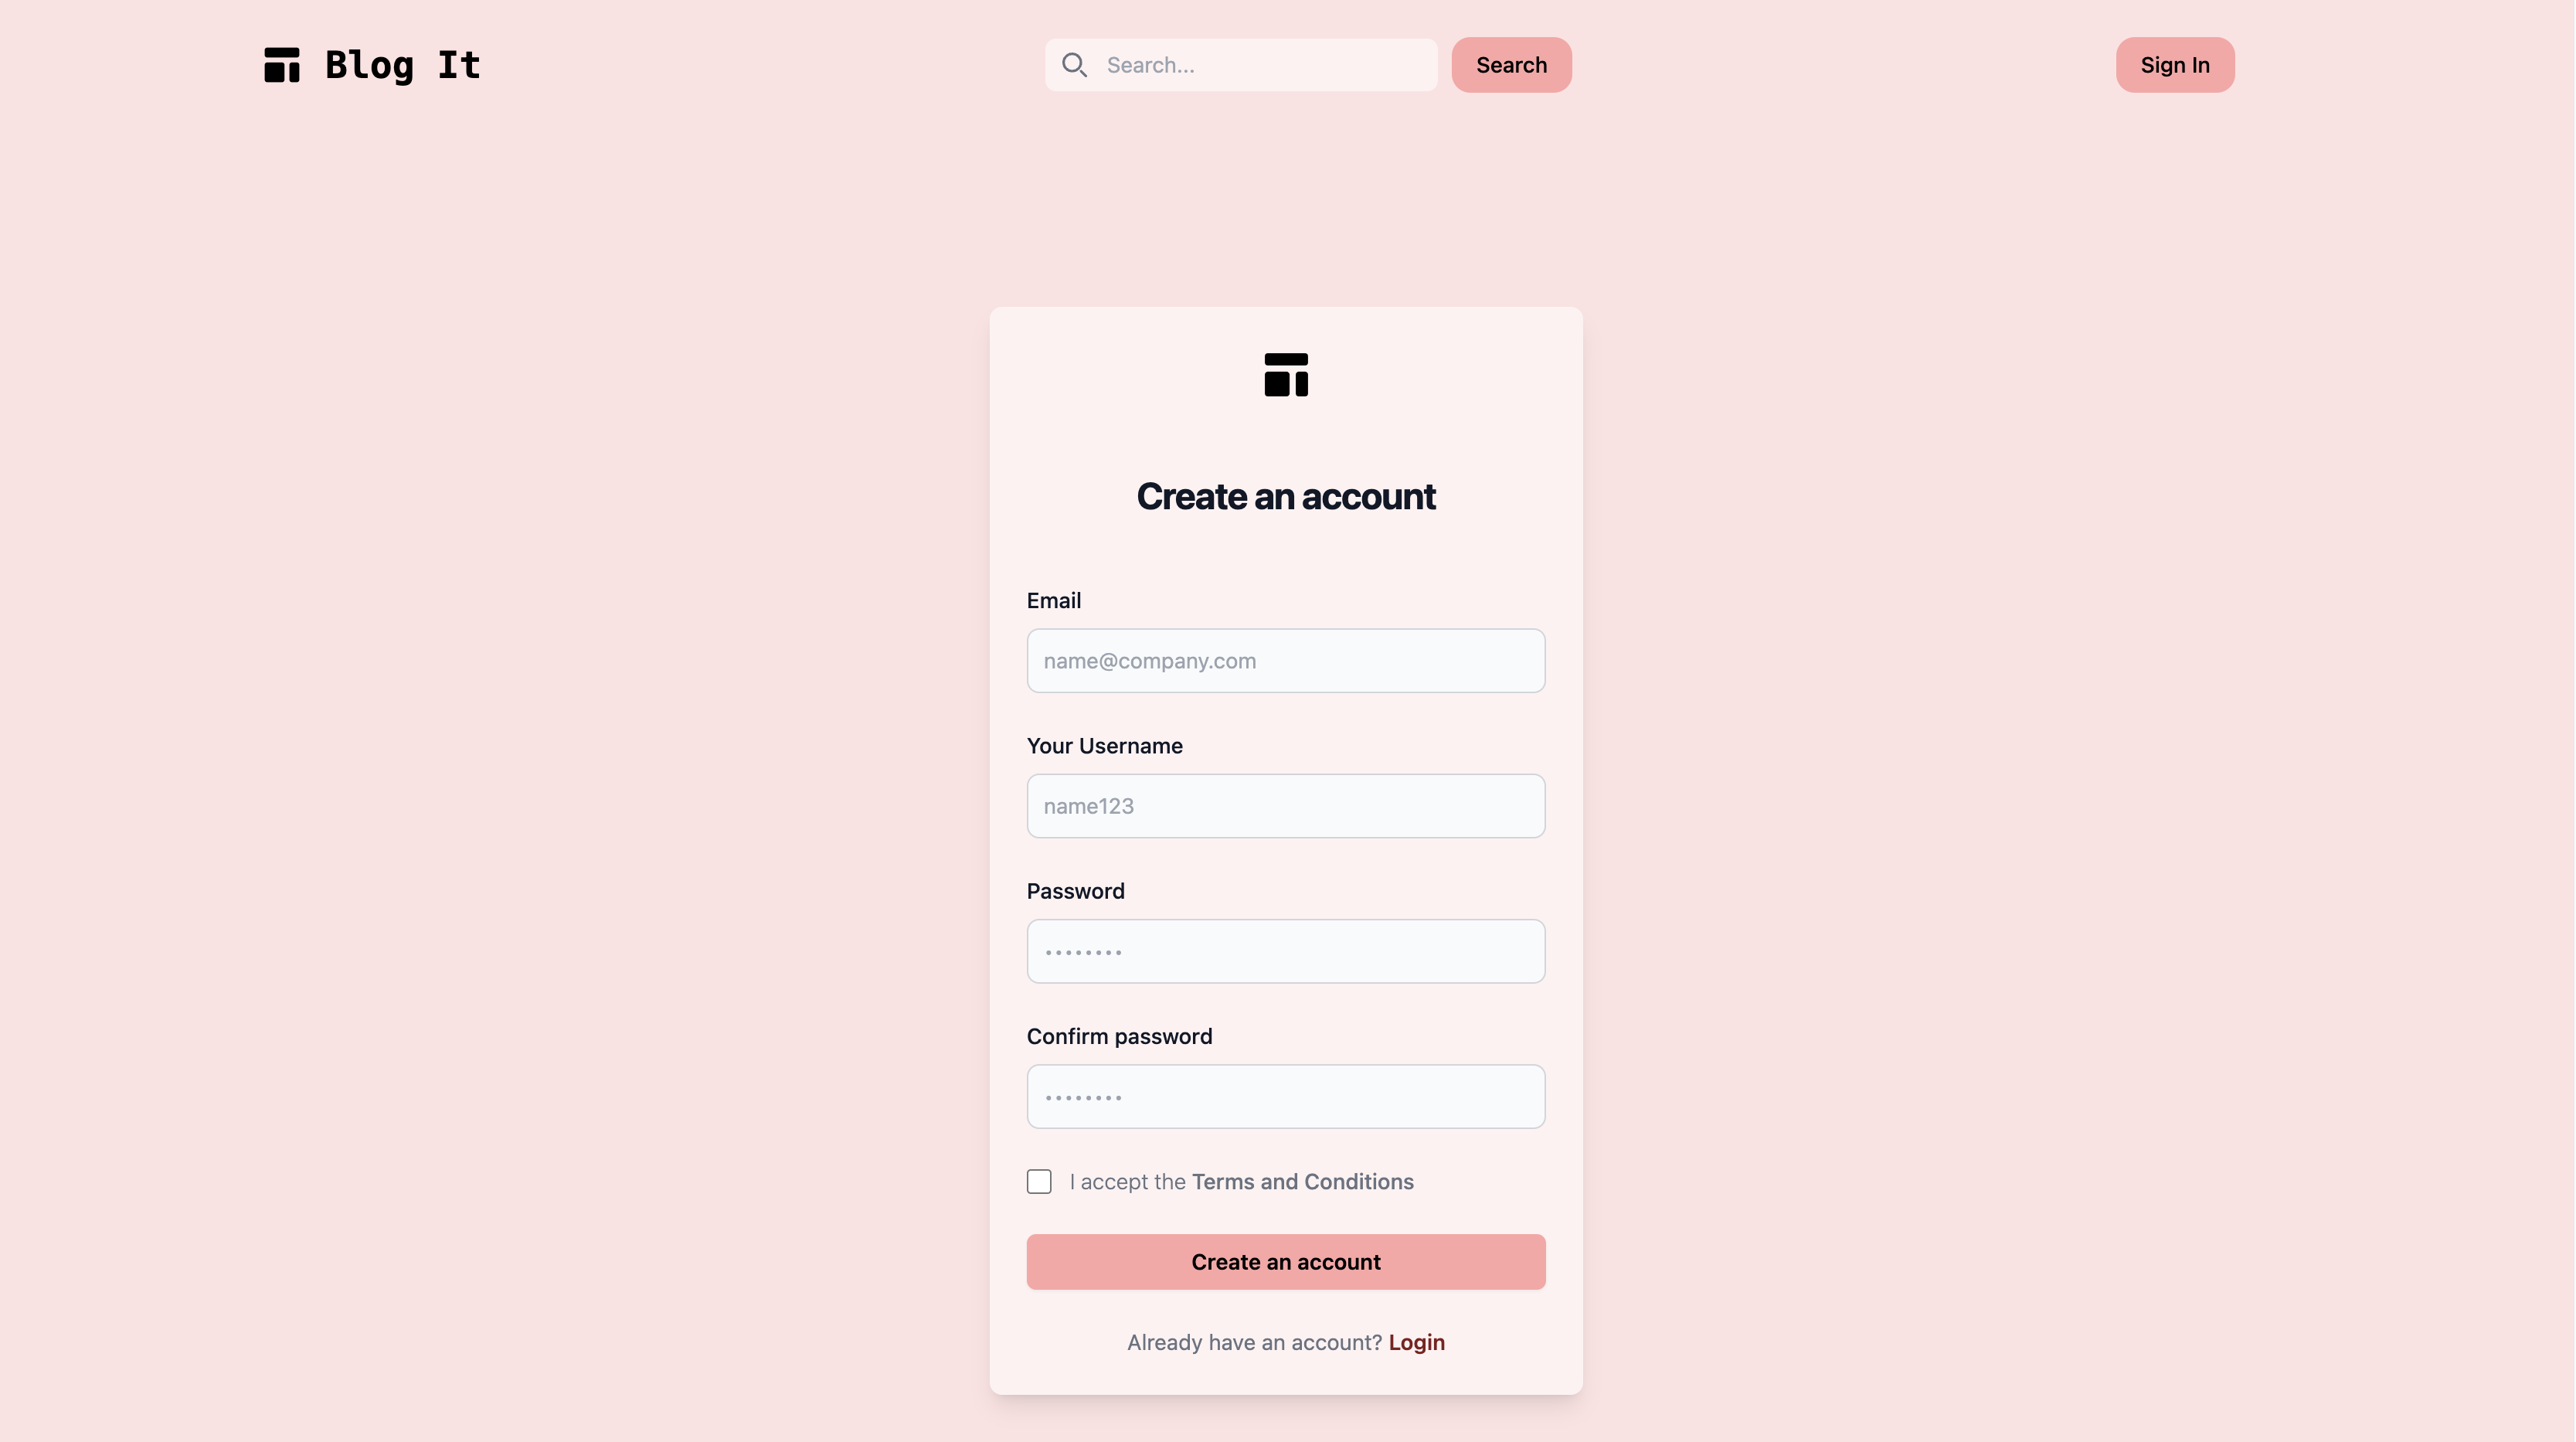 Blog It
Search...
Search
Sign In
Create an account
Email
name@company.com
Your Username
name123
Password
••••••••
Confirm password
••••••••
I accept the Terms and Conditions
Create an account
Already have an account? Login